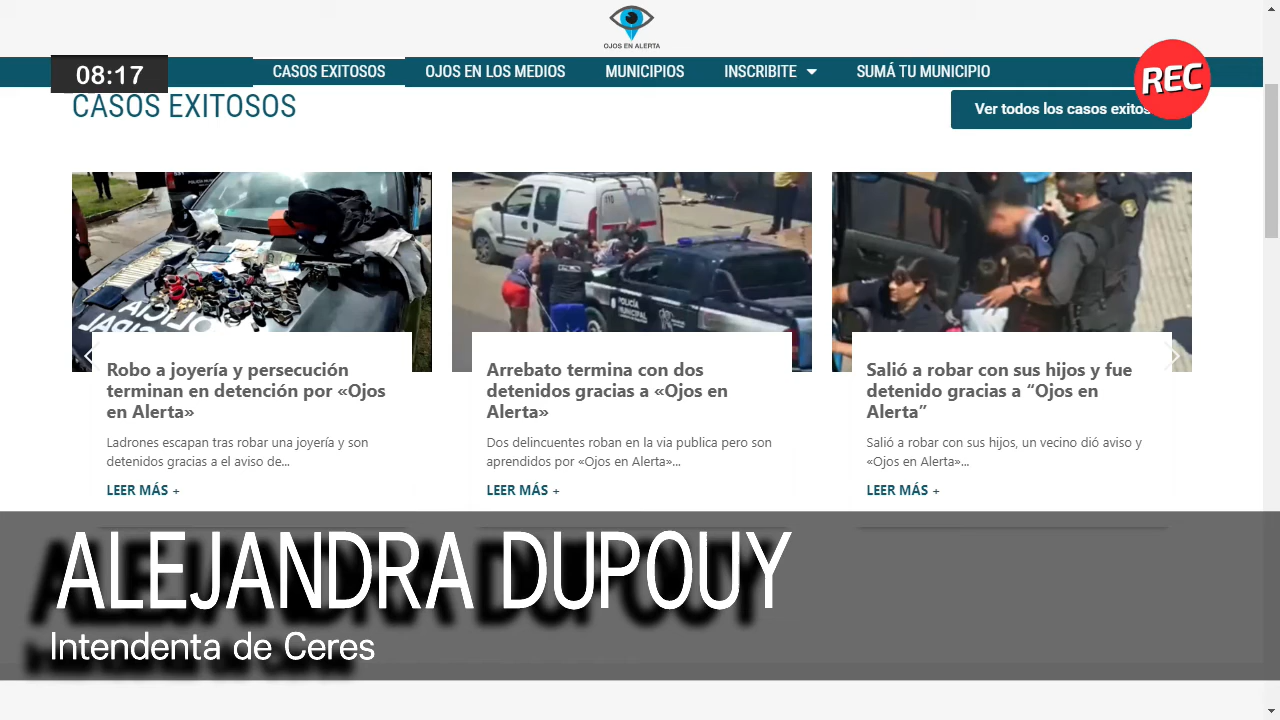 OJOS EN ALERTA
08:17
CASOS EXITOSOS
OJOS EN LOS MEDIOS
MUNICIPIOS
INSCRIBITE
SUMÁ TU MUNICIPIO
REC
CASOS EXITOSOS
Ver todos los casos exitos
Robo a joyería y persecución
terminan en detención por «Ojos
en Alerta»
Ladrones escapan tras robar una joyería y son
detenidos gracias a el aviso de...
LEER MÁS +
POLICÍA
MUNICIPAL
Arrebato termina con dos
detenidos gracias a «Ojos en
Alerta»
Dos delincuentes roban en la via publica pero son
aprendidos por «Ojos en Alerta»...
LEER MÁS +
Salió a robar con sus hijos y fue
detenido gracias a “Ojos en
Alerta”
Salió a robar con sus hijos, un vecino dió aviso y
«Ojos en Alerta»...
LEER MÁS +
ALEJANDRA DUPOUY
Intendenta de Ceres